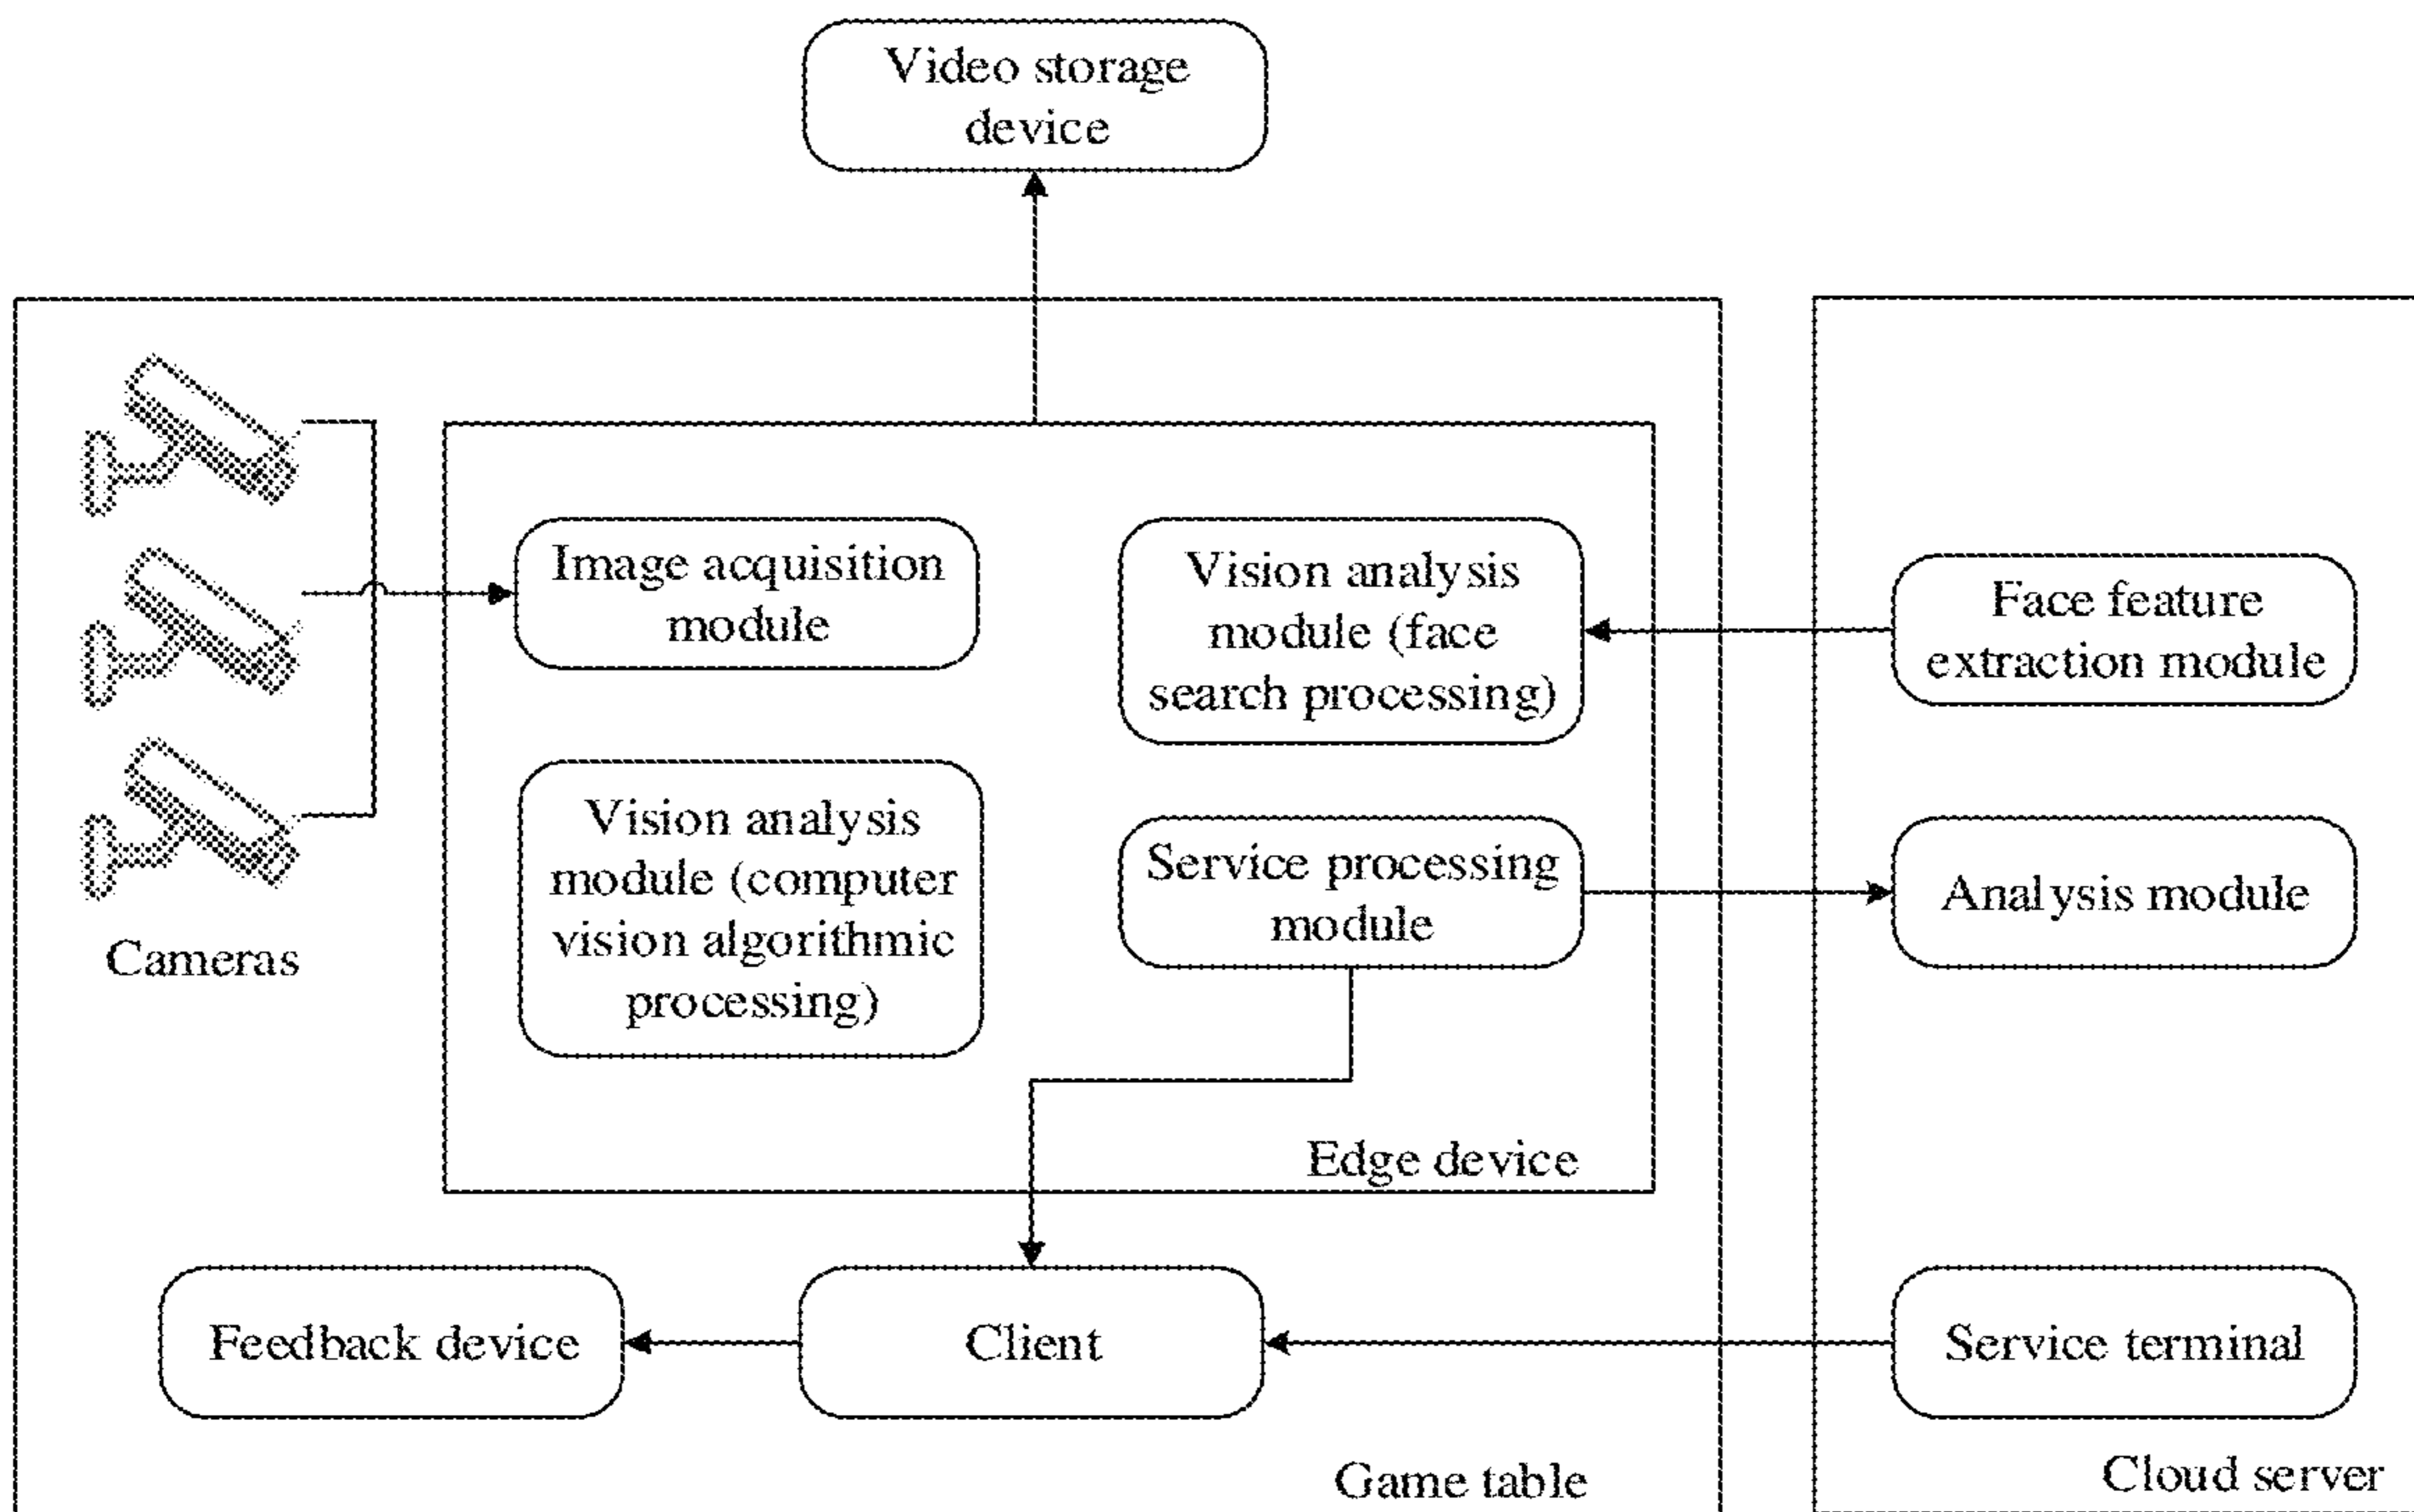 Video storage
device
Image acquisition
module
Vision analysis
module (face
search processing)
Face feature
extraction module
Vision analysis
module (computer
vision algorithmic
processing)
Service processing
module
Analysis module
Cameras
Edge device
Feedback device
Client
Service terminal
Game table
Cloud server